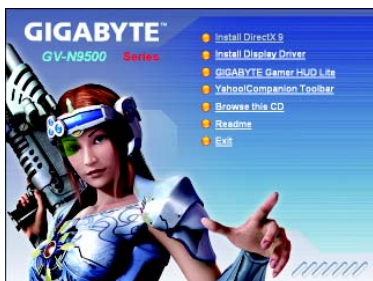 GIGABYTE™
GV-N9500 Series
Install DirectX 9
Install Display Driver
GIGABYTE Gamer HUD Lite
Yahoo!Companion Toolbar
Browse this CD
Readme
Exit